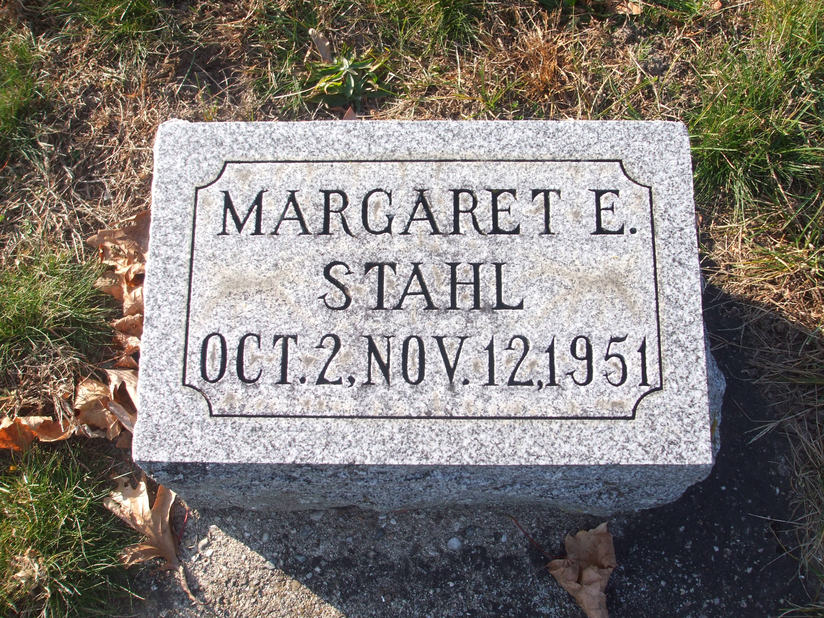 MARGARET E.
STAHL
OCT. 2, NOV. 12, 1951